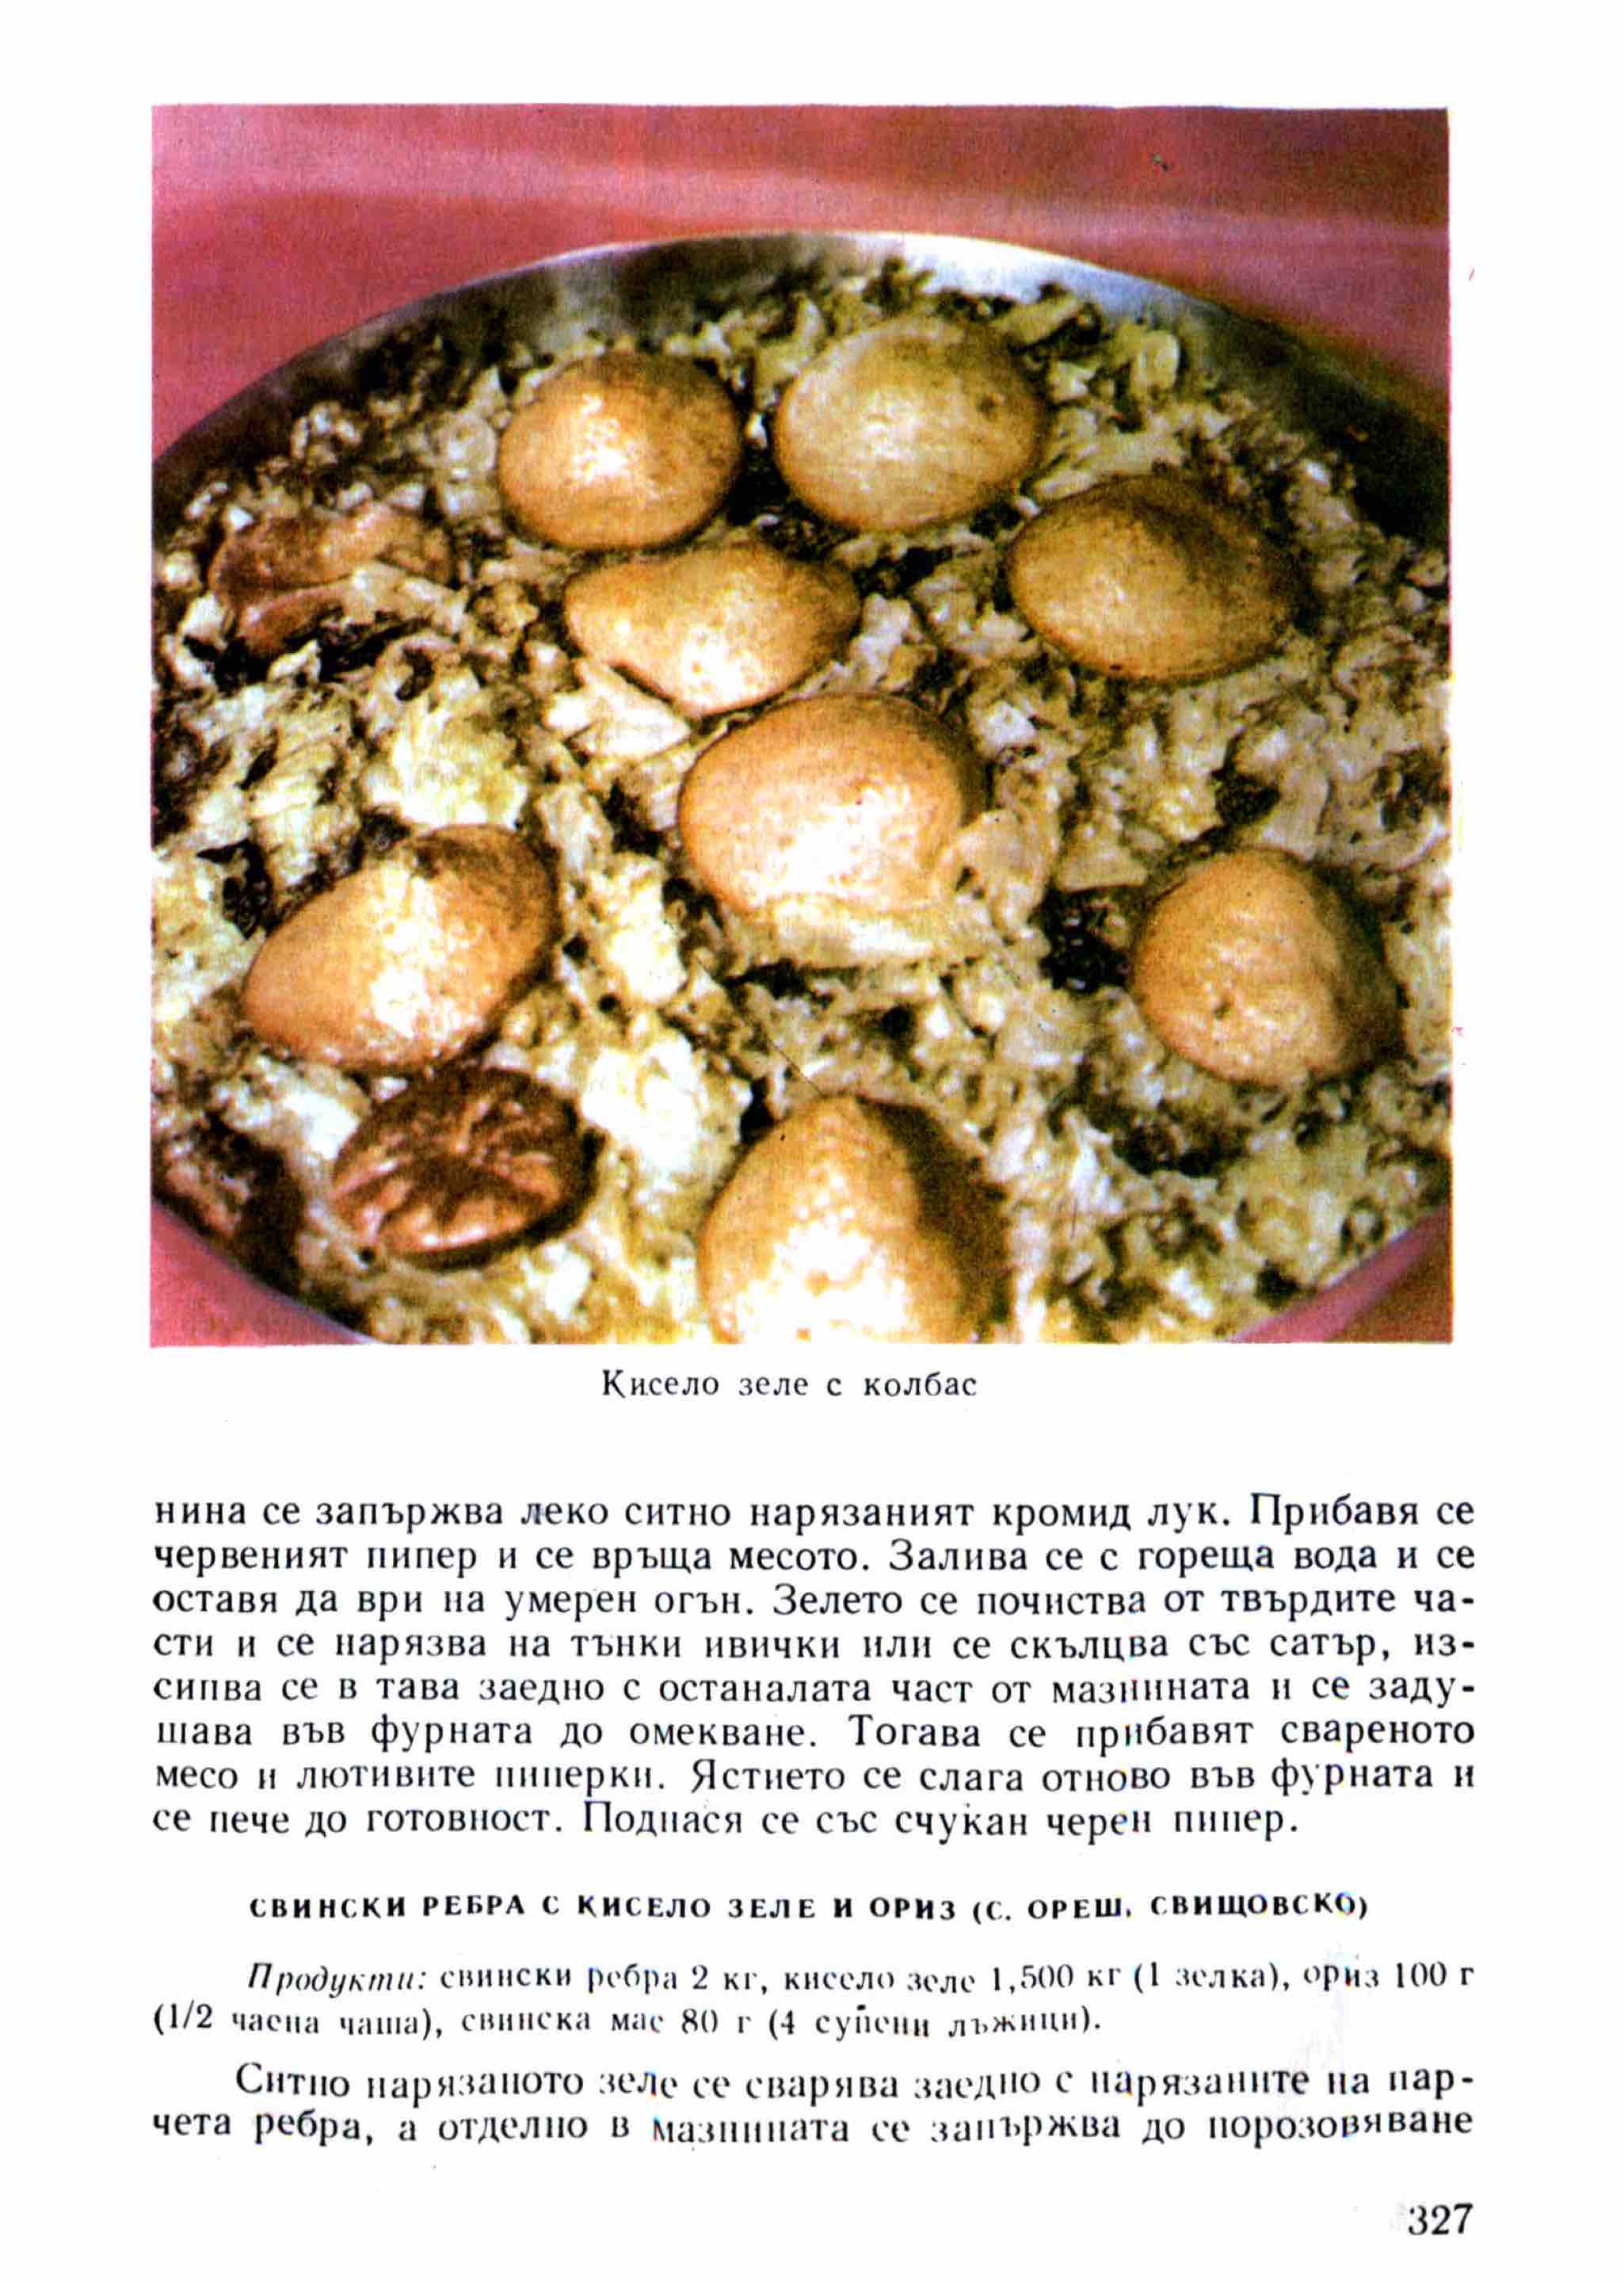 Кисело зеле с колбас
нина се запържва леко ситно нарязаният кромид лук. Прибавя се
червеният пипер и се връща месото. Залива се с гореща вода и се
оставя да ври на умерен огън. Зелето се почиства от твърдите ча-
сти и се нарязва на тънки ивички или се скълцва със сатър, из-
сипва се в тава заедно с останалата част от мазнината и се заду-
шава във фурната до омекване. Тогава се прибавят свареното
месо и лютивите пиперки. Ястието се слага отново във фурната и
се пече до готовност. Поднася се със счукан черен пипер.
СВИНСКИ РЕБРА С КИСЕЛО ЗЕЛЕ И ОРИЗ (С. ОРЕШ, СВИЩОВСКО)
Продукти: свински ребра 2 кг, кисело зеле 1,500 кг (1 зелка), ориз 100 г
(1/2 чаена чаша), свинска мас 80 г (4 супени лъжици).
Ситно нарязаното зеле се сварява заедно с нарязаните на пар-
чета ребра, а отделно в мазнината се запържва до порозовяване
327